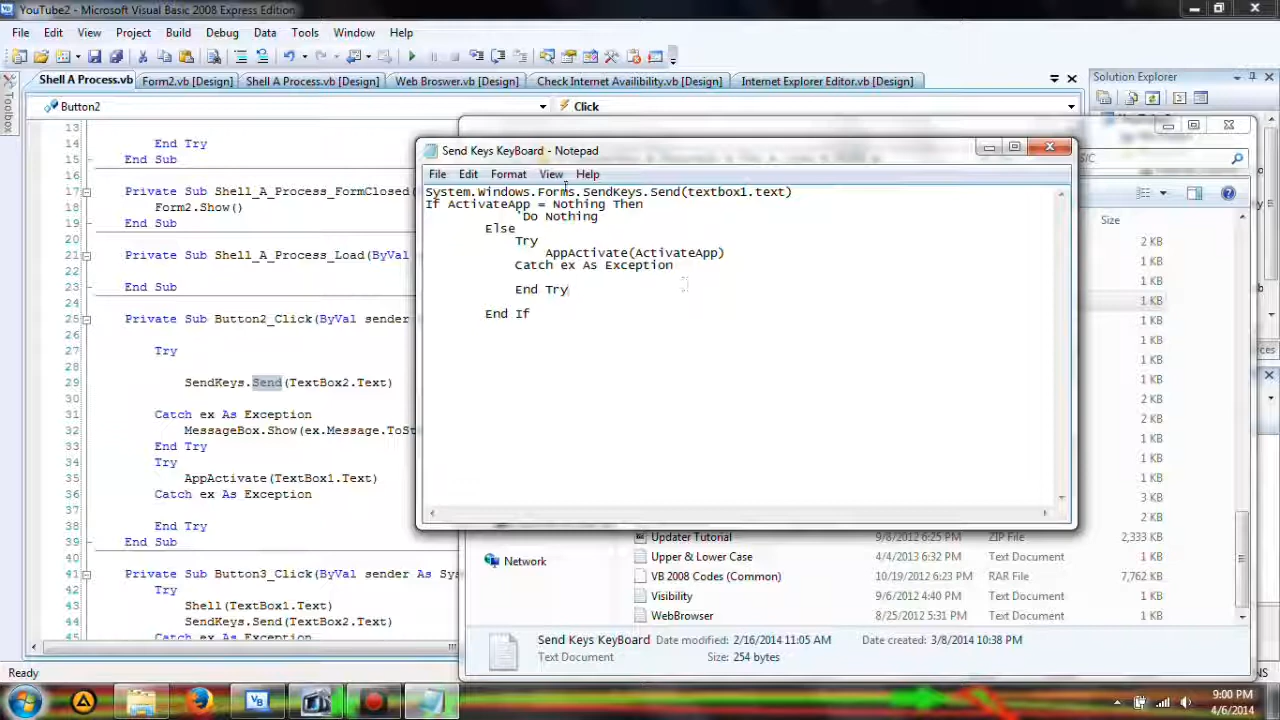 YouTube2 - Microsoft Visual Basic 2008 Express Edition
File Edit View Project Build Debug Data Tools Window Help
Shell A Process.vb Form2.vb [Design] Shell A Process.vb [Design] Web Broswer.vb [Design] Check Internet Availibility.vb [Design] Internet Explorer Editor.vb [Design]
Solution Explorer
Toolbox
Button2 Click
13
14 End Try
15 End Sub
16
17 Private Sub Shell_A_Process_FormClosed(
18 Form2.Show()
19 End Sub
20
21 Private Sub Shell_A_Process_Load(ByVal
22
23 End Sub
24
25 Private Sub Button2_Click(ByVal sender
26
27 Try
28
29 SendKeys.Send(TextBox2.Text)
30
31 Catch ex As Exception
32 MessageBox.Show(ex.Message.ToSt
33 End Try
34 Try
35 AppActivate(TextBox1.Text)
36 Catch ex As Exception
37
38 End Try
39 End Sub
40
41 Private Sub Button3_Click(ByVal sender As Sys
42 Try
43 Shell(TextBox1.Text)
44 SendKeys.Send(TextBox2.Text)
45 Catch ex As Exception
Send Keys KeyBoard - Notepad
File Edit Format View Help
System.Windows.Forms.SendKeys.Send(textbox1.text)
If ActivateApp = Nothing Then
'Do Nothing
Else
Try
AppActivate(ActivateApp)
Catch ex As Exception
End Try
End If
Size
2 KB
1 KB
1 KB
1 KB
1 KB
1 KB
1 KB
1 KB
2 KB
2 KB
1 KB
1 KB
1 KB
3 KB
2 KB
Network
Updater Tutorial 9/8/2012 6:25 PM ZIP File 2,333 KB
Upper & Lower Case 4/4/2013 6:32 PM Text Document 1 KB
VB 2008 Codes (Common) 10/19/2012 6:23 PM RAR File 7,762 KB
Visibility 9/6/2012 4:40 PM Text Document 1 KB
WebBrowser 8/25/2012 5:31 PM Text Document 1 KB
Send Keys KeyBoard Date modified: 2/16/2014 11:05 AM Date created: 3/8/2014 10:38 PM
Text Document Size: 254 bytes
Ready
VB
9:00 PM
4/6/2014